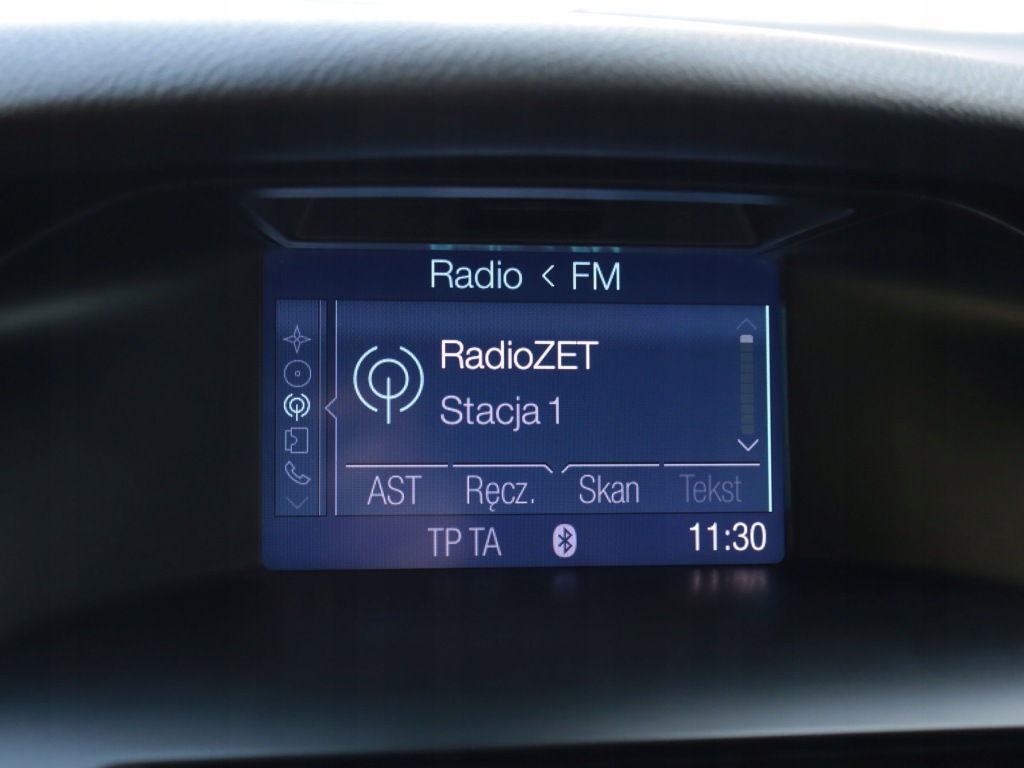 Radio < FM
RadioZET
Stacja 1
AST Ręcz. Skan Tekst
TP TA 11:30